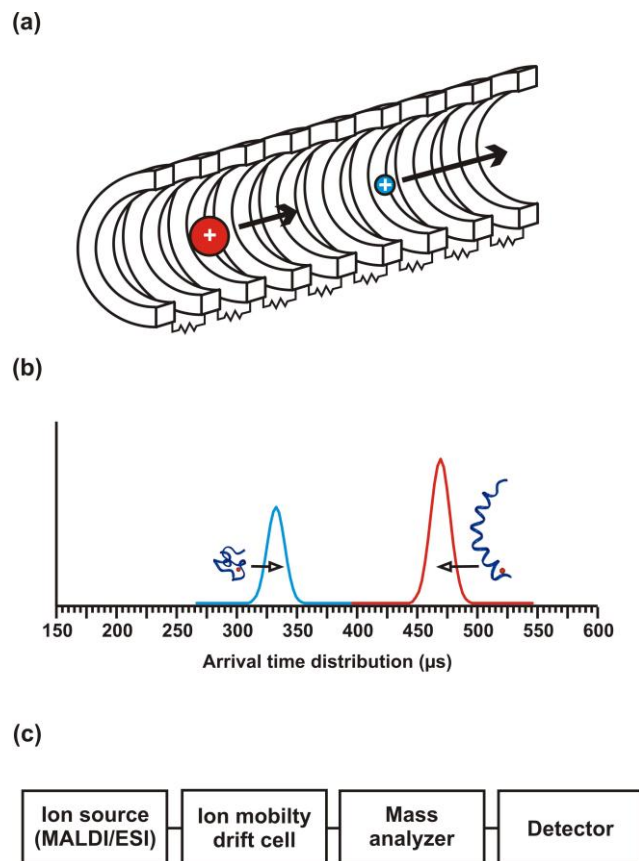 (a)
+
+
(b)
150 200 250 300 350 400 450 500 550 600
Arrival time distribution (µs)
(c)
Ion source
(MALDI/ESI)
Ion mobilty
drift cell
Mass
analyzer
Detector